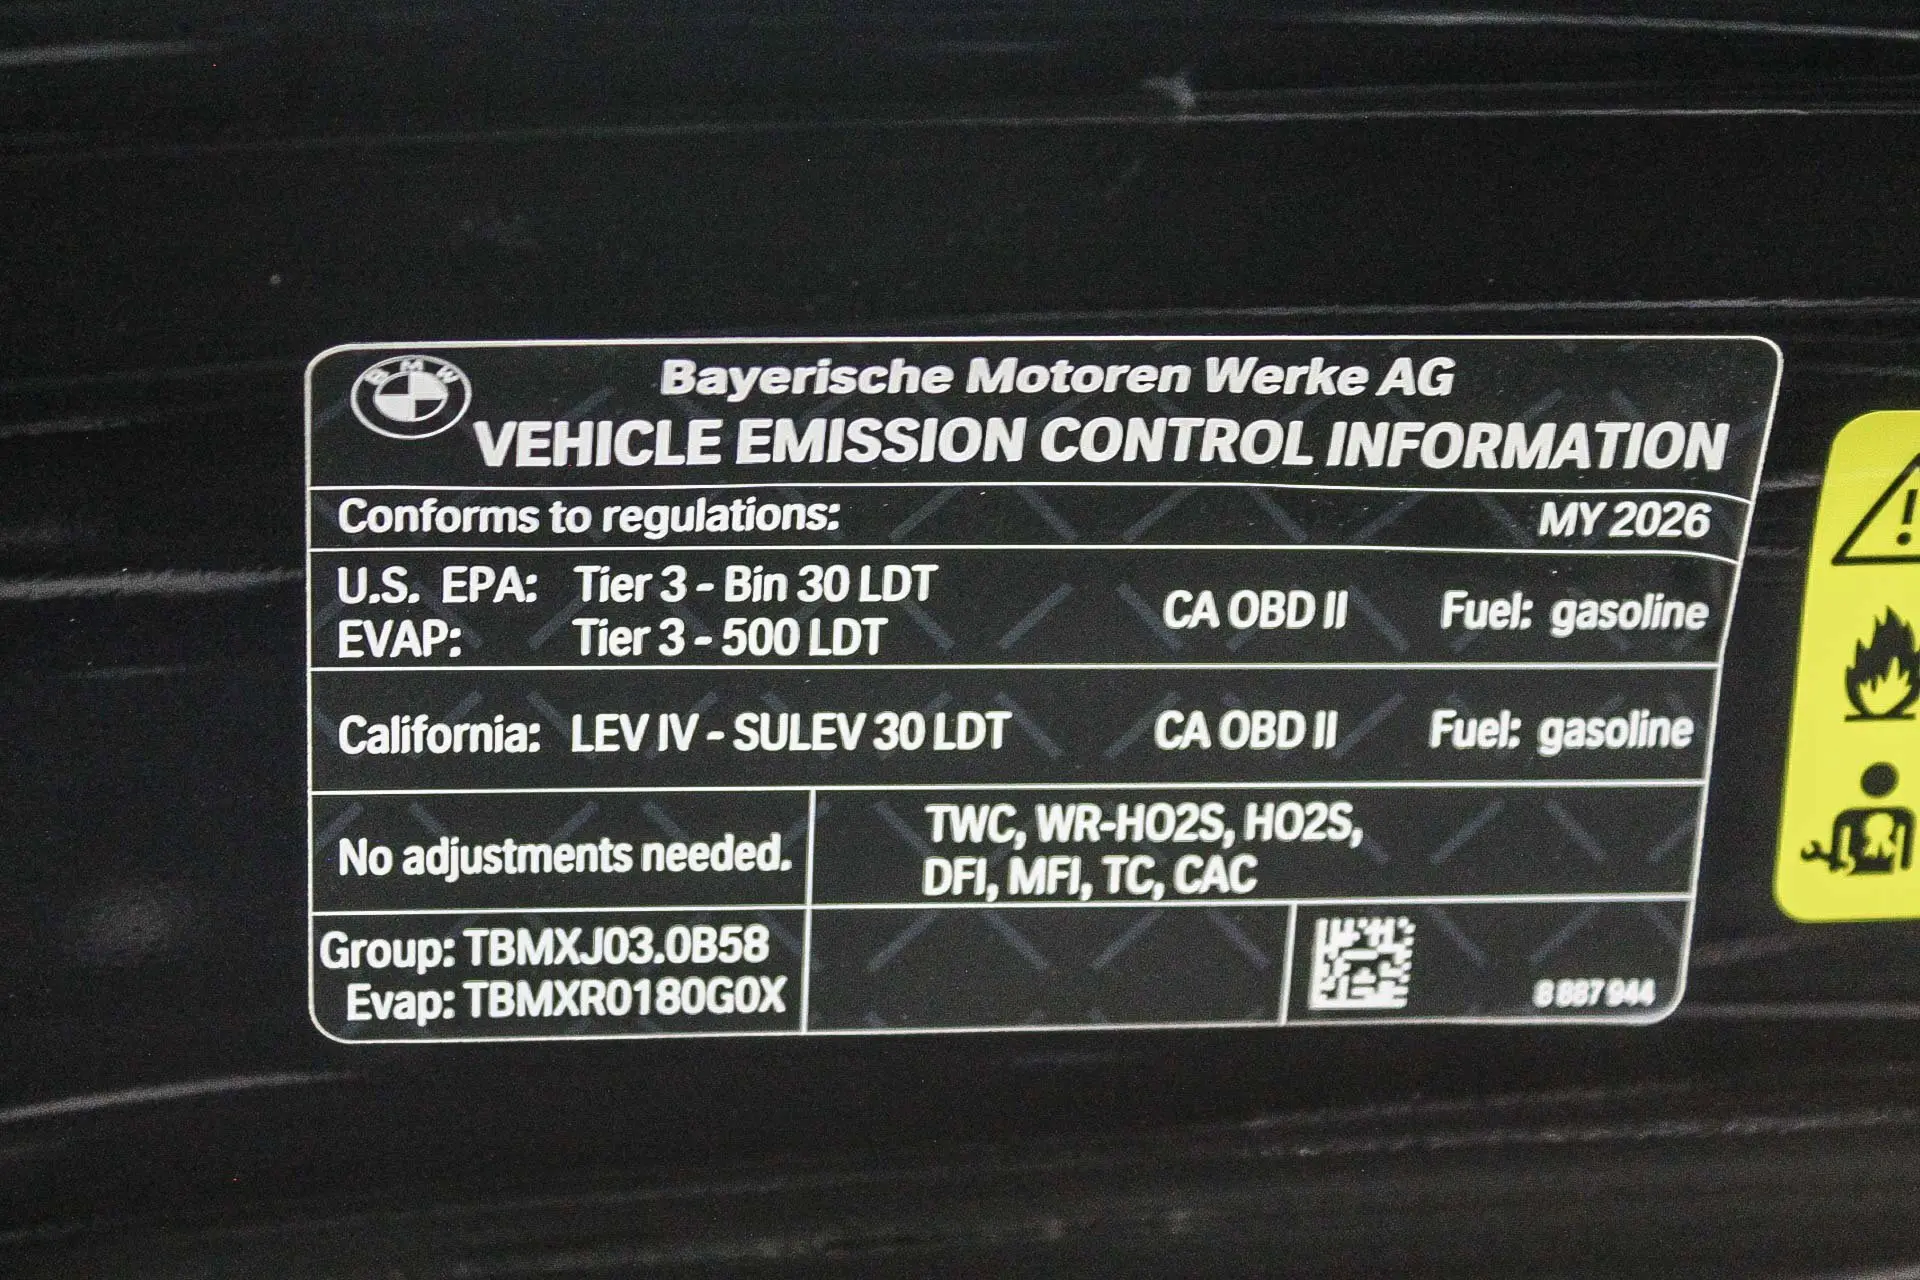 BMW
Bayerische Motoren Werke AG
VEHICLE EMISSION CONTROL INFORMATION
Conforms to regulations: MY 2026
U.S. EPA: Tier 3 - Bin 30 LDT
EVAP: Tier 3 - 500 LDT
CA OBD II Fuel: gasoline
California: LEV IV - SULEV 30 LDT CA OBD II Fuel: gasoline
No adjustments needed.
TWC, WR-HO2S, HO2S,
DFI, MFI, TC, CAC
Group: TBMXJ03.0B58
Evap: TBMXR0180G0X
8 887 944